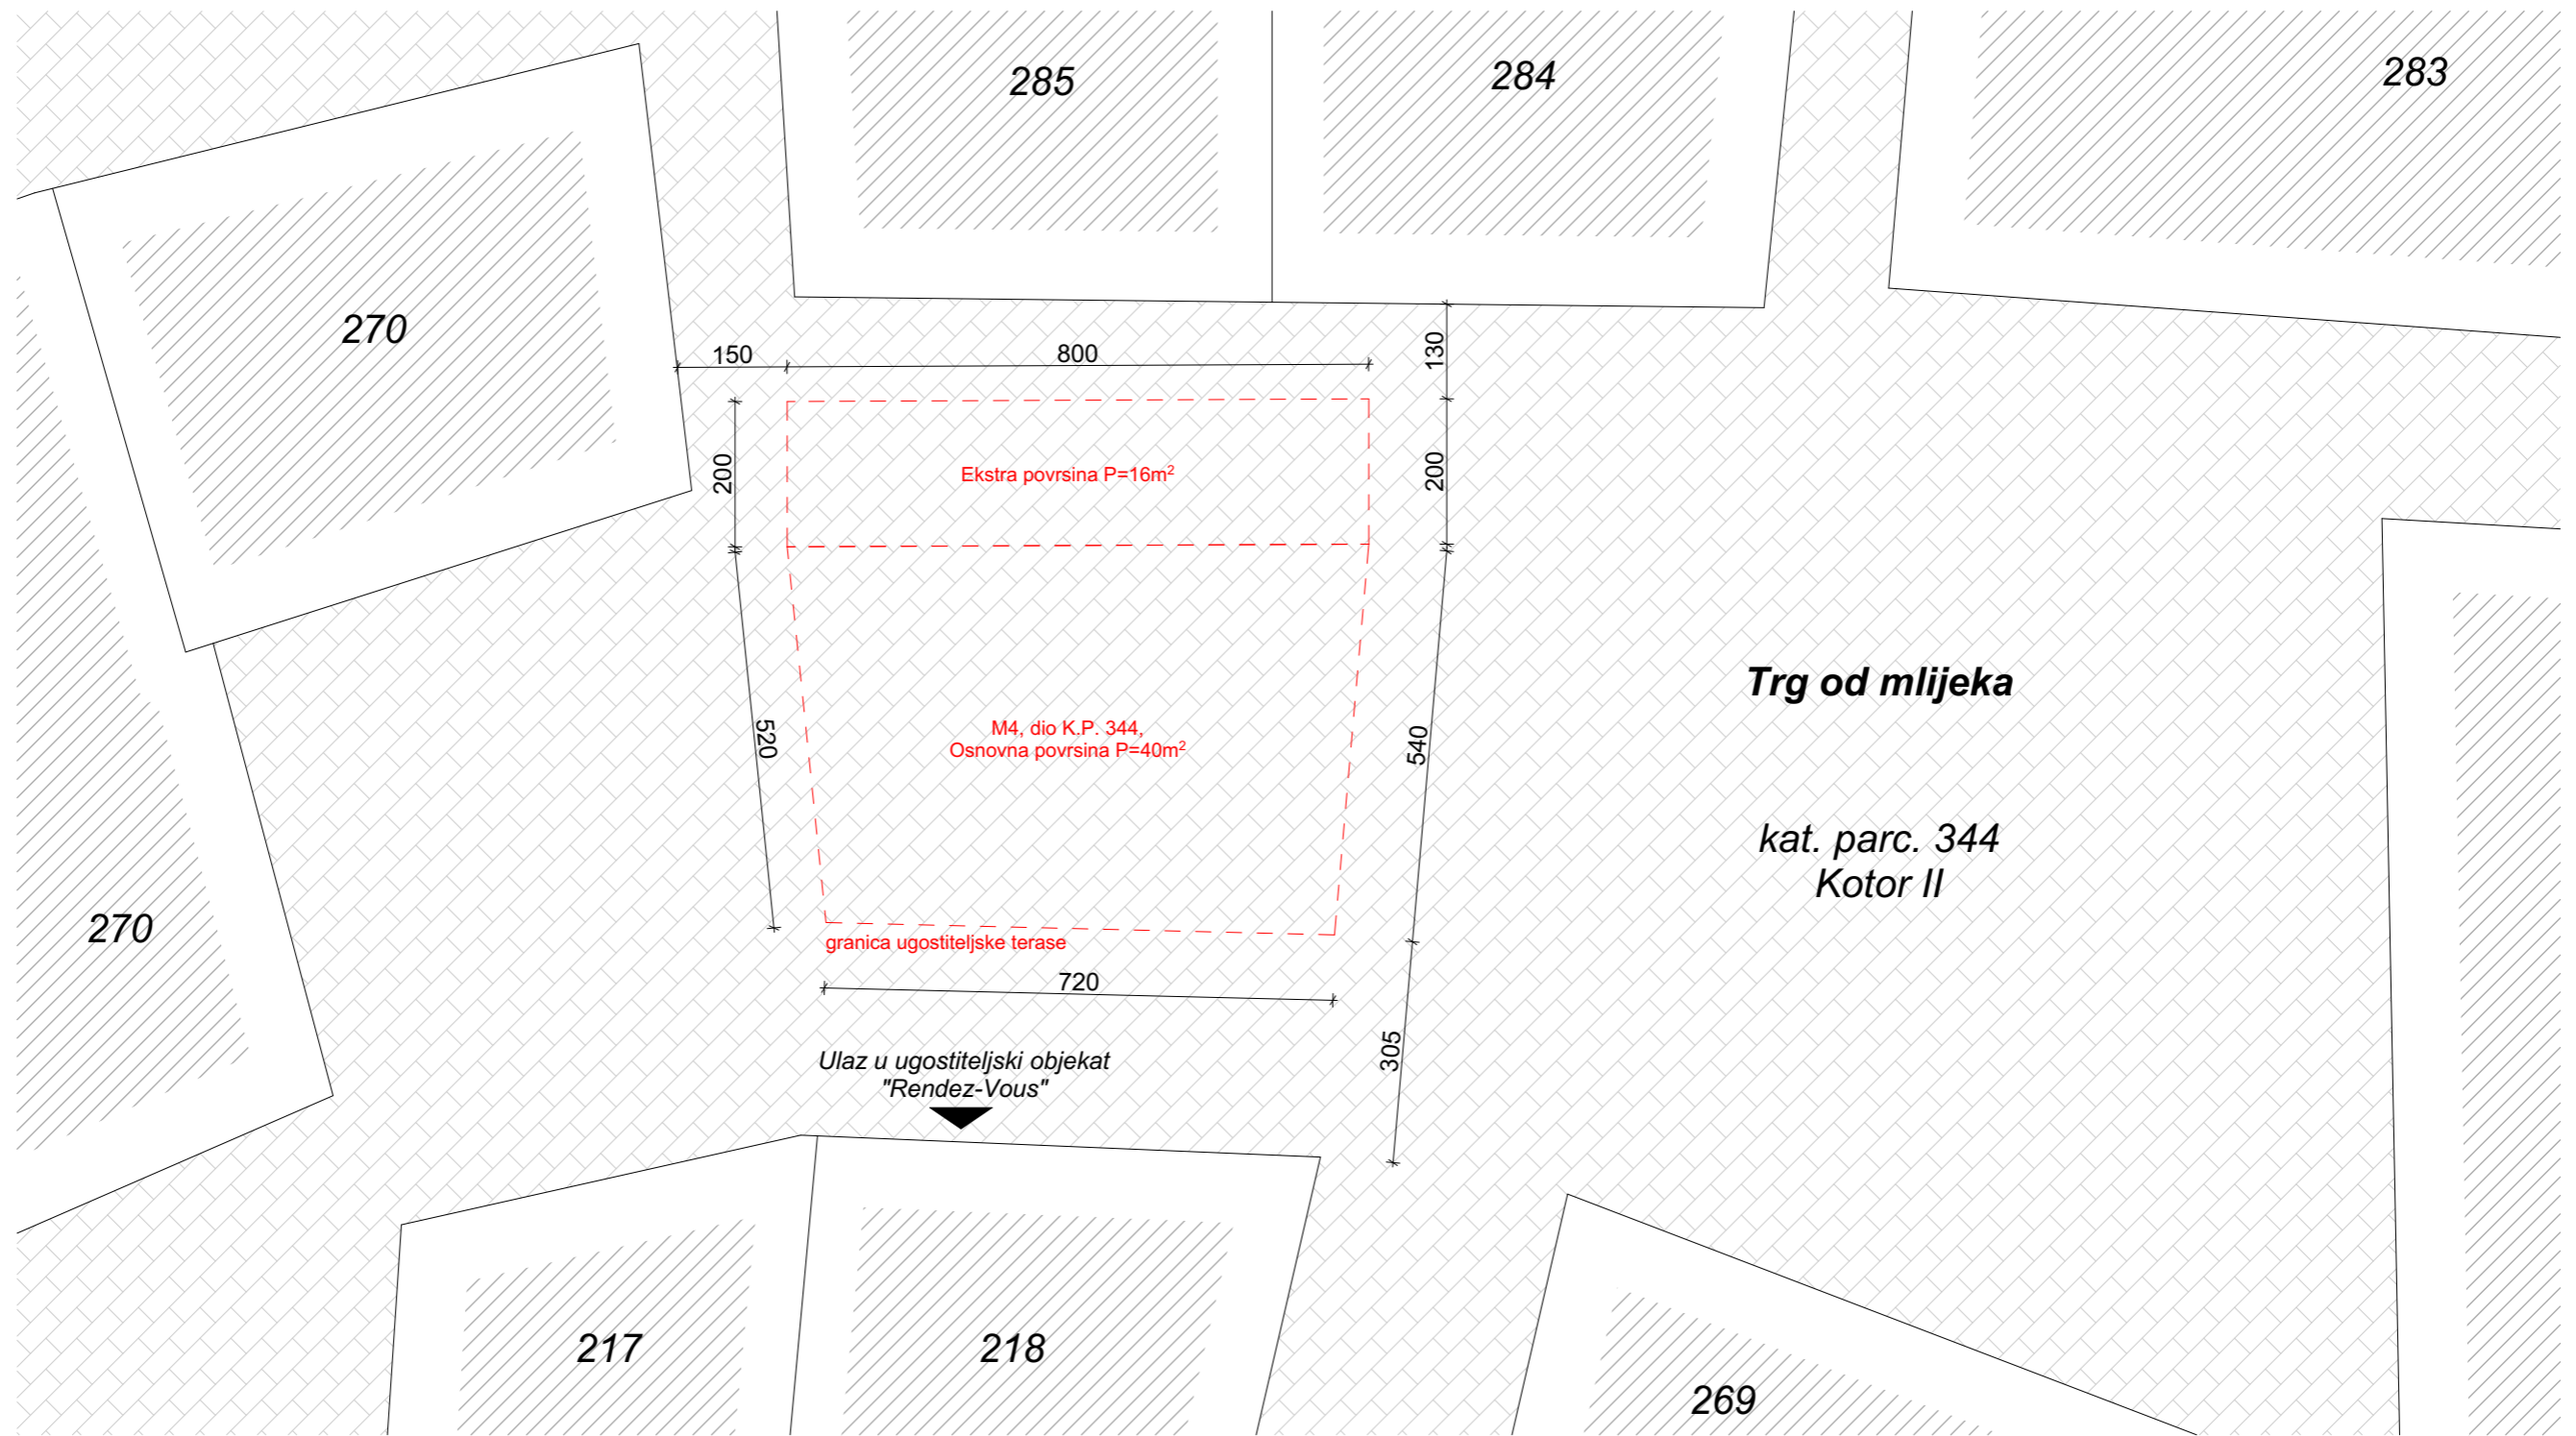 285
284
283
270
150
800
130
200
200
Ekstra povrsina P=16m²
520
M4, dio K.P. 344,
Osnovna povrsina P=40m²
540
Trg od mlijeka
kat. parc. 344
Kotor II
270
granica ugostiteljske terase
720
305
Ulaz u ugostiteljski objekat
"Rendez-Vous"
217
218
269